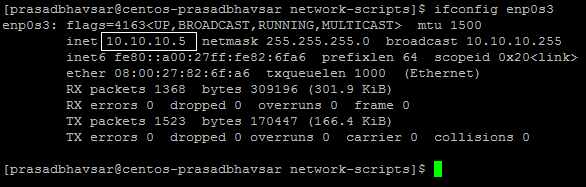 [prasadbhavsar@centos-prasadbhavsar network-scripts]$ ifconfig enp0s3
enp0s3: flags=4163<UP,BROADCAST,RUNNING,MULTICAST>  mtu 1500
        inet 10.10.10.5  netmask 255.255.255.0  broadcast 10.10.10.255
        inet6 fe80::a00:27ff:fe82:6fa6  prefixlen 64  scopeid 0x20<link>
        ether 08:00:27:82:6f:a6  txqueuelen 1000  (Ethernet)
        RX packets 1368  bytes 309196 (301.9 KiB)
        RX errors 0  dropped 0  overruns 0  frame 0
        TX packets 1523  bytes 170447 (166.4 KiB)
        TX errors 0  dropped 0 overruns 0  carrier 0  collisions 0
[prasadbhavsar@centos-prasadbhavsar network-scripts]$